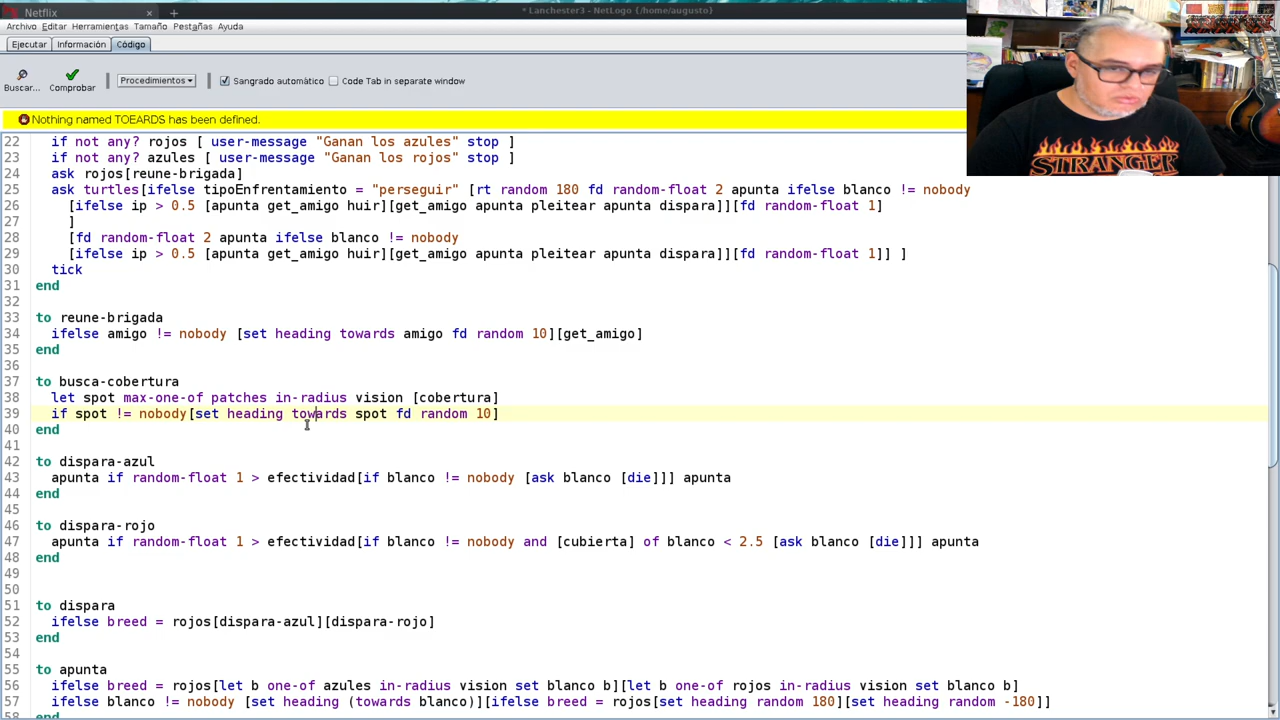 Netflix × + * Lanchester3 - NetLogo {/home/augusto}
Archivo Editar Herramientas Tamaño Pestañas Ayuda
Ejecutar Información Código
Buscar... Comprobar Procedimientos Sangrado automático Code Tab in separate window
Nothing named TOEARDS has been defined.
22 if not any? rojos [ user-message "Ganan los azules" stop ]
23 if not any? azules [ user-message "Ganan los rojos" stop ]
24 ask rojos[reune-brigada]
25 ask turtles[ifelse tipoEnfrentamiento = "perseguir" [rt random 180 fd random-float 2 apunta ifelse blanco != nobody
26 [ifelse ip > 0.5 [apunta get_amigo huir][get_amigo apunta pleitear apunta dispara]][fd random-float 1]
27 ]
28 [fd random-float 2 apunta ifelse blanco != nobody
29 [ifelse ip > 0.5 [apunta get_amigo huir][get_amigo apunta pleitear apunta dispara]][fd random-float 1]] ]
30 tick
31 end
32
33 to reune-brigada
34 ifelse amigo != nobody [set heading towards amigo fd random 10][get_amigo]
35 end
36
37 to busca-cobertura
38 let spot max-one-of patches in-radius vision [cobertura]
39 if spot != nobody[set heading towards spot fd random 10]
40 end
41
42 to dispara-azul
43 apunta if random-float 1 > efectividad[if blanco != nobody [ask blanco [die]]] apunta
44 end
45
46 to dispara-rojo
47 apunta if random-float 1 > efectividad[if blanco != nobody and [cubierta] of blanco < 2.5 [ask blanco [die]]] apunta
48 end
49
50
51 to dispara
52 ifelse breed = rojos[dispara-azul][dispara-rojo]
53 end
54
55 to apunta
56 ifelse breed = rojos[let b one-of azules in-radius vision set blanco b][let b one-of rojos in-radius vision set blanco b]
57 ifelse blanco != nobody [set heading (towards blanco)][ifelse breed = rojos[set heading random 180][set heading random -180]]
58 end
STRANGER